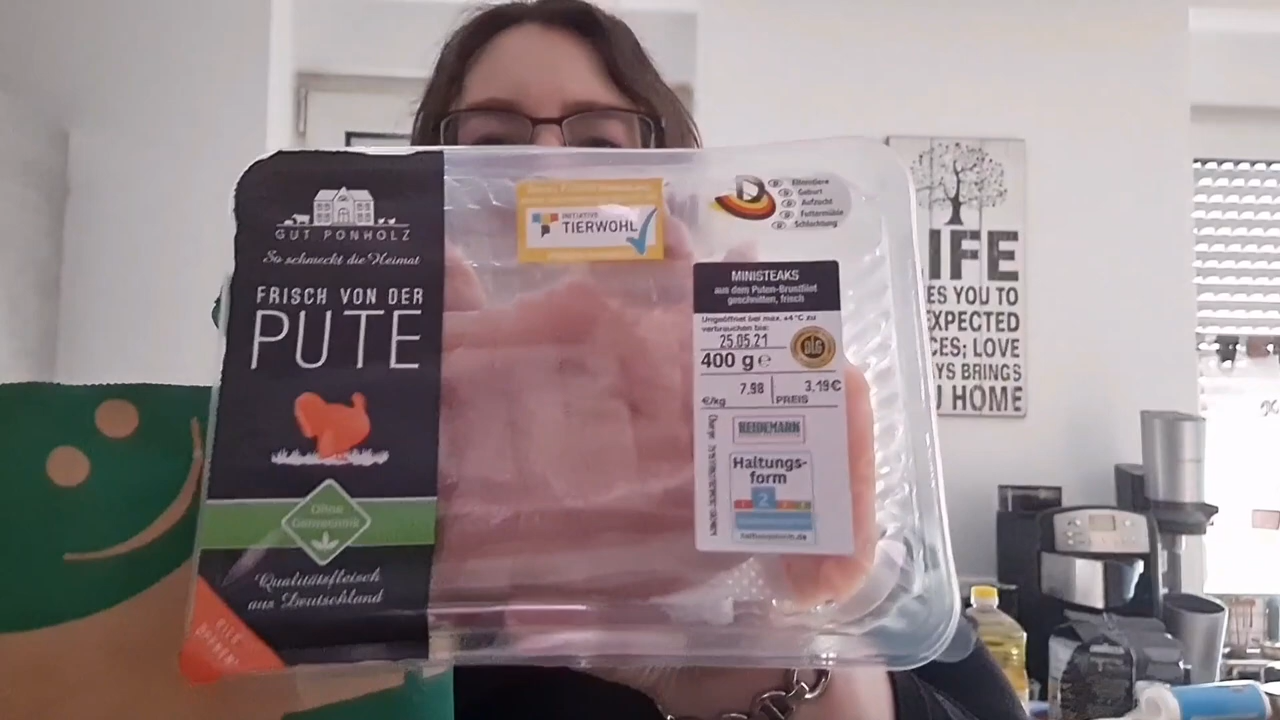 GUT PONHOLZ
So schmeckt die Heimat
FRISCH VON DER
PUTE
Ohne
Gentechnik
Qualitätsfleisch
aus Deutschland
INITIATIVE
TIERWOHL
D
D Elterntiere
D Geburt
D Aufzucht
D Futtermühle
D Schlachtung
MINISTEAKS
aus dem Puten-Brustfilet
geschnitten, frisch
Ungeöffnet bei max. +4°C zu
verbrauchen bis:
25.05.21
DLG
400 g e
7.98 3.19€
€/kg PREIS
HEIDEMARK
Haltungs-
form
2
haltungsform.de
IFE
ES YOU TO
EXPECTED
CES; LOVE
YS BRINGS
U HOME